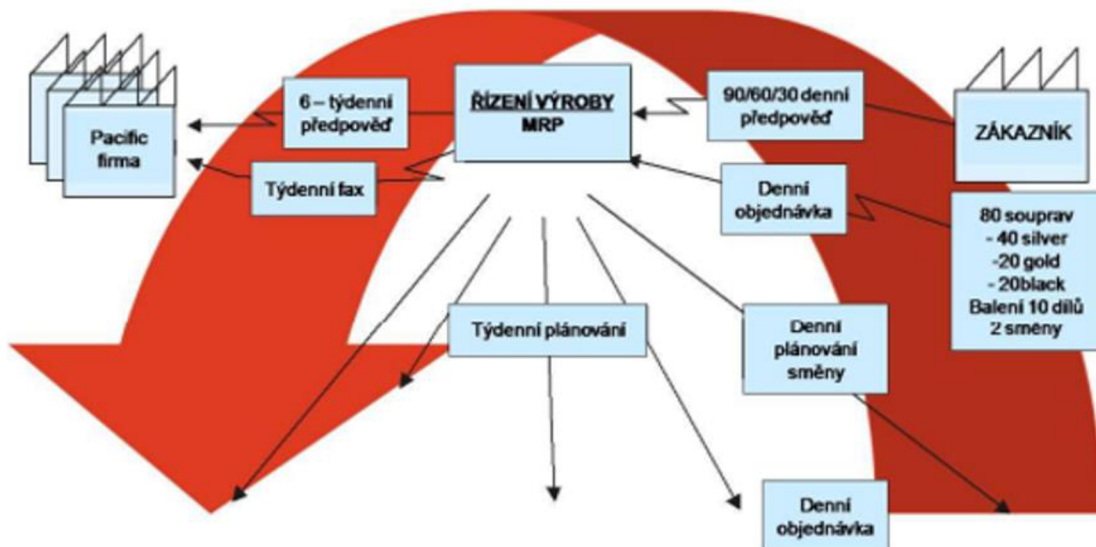 Pacific
firma
6 – týdenní
předpověď
Týdenní fax
ŘÍZENÍ VÝROBY
MRP
90/60/30 denní
předpověď
Denní
objednávka
ZÁKAZNÍK
80 souprav
- 40 silver
-20 gold
- 20black
Balení 10 dílů
2 směny
Týdenní plánování
Denní
plánování
směny
Denní
objednávka